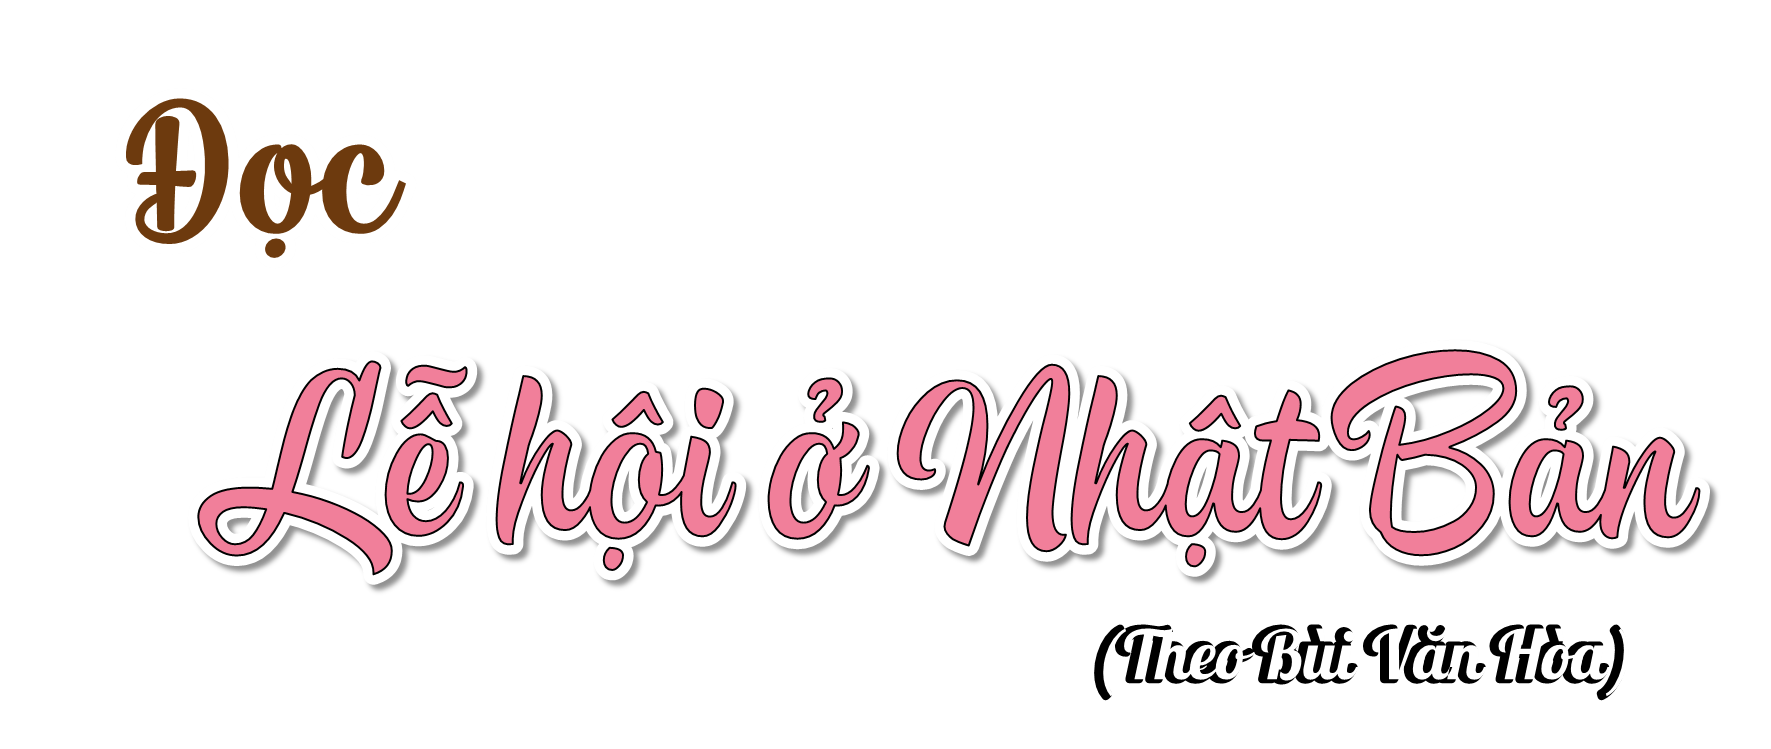 Đọc
Lễ hội ở Nhật Bản
(Theo Bùi Văn Hòa)